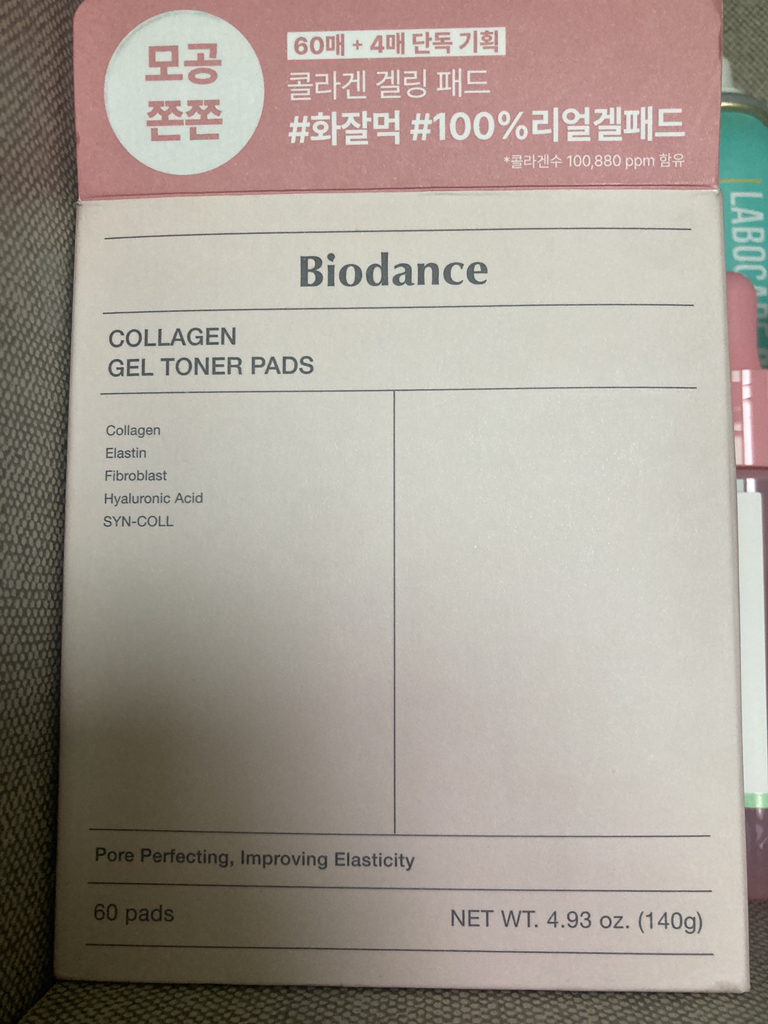 모공
쫀쫀
60매 + 4매 단독 기획
콜라겐 겔링 패드
#화잘먹 #100%리얼겔패드
*콜라겐수 100,880 ppm 함유
Biodance
COLLAGEN
GEL TONER PADS
Collagen
Elastin
Fibroblast
Hyaluronic Acid
SYN-COLL
Pore Perfecting, Improving Elasticity
60 pads
NET WT. 4.93 oz. (140g)
LABOCARE